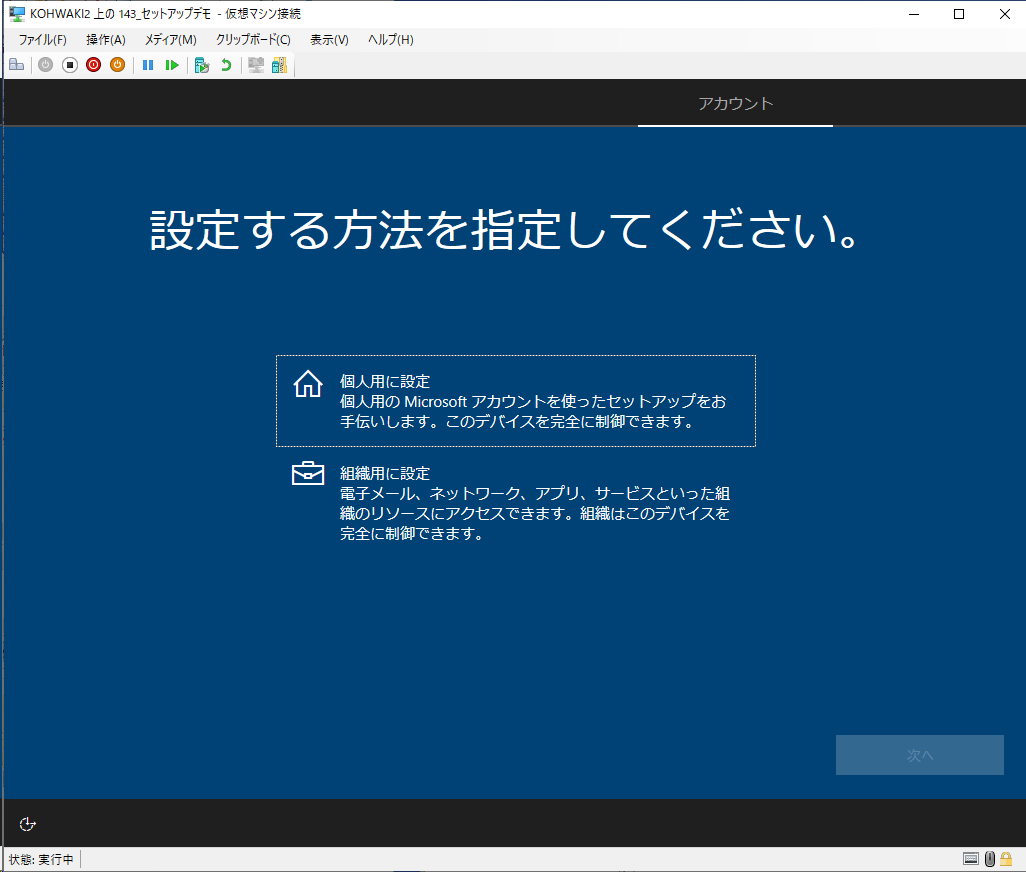 KOHWAKI2 上の 143_セットアップデモ - 仮想マシン接続
ファイル(F) 操作(A) メディア(M) クリップボード(C) 表示(V) ヘルプ(H)
アカウント
設定する方法を指定してください。
個人用に設定
個人用の Microsoft アカウントを使ったセットアップをお
手伝いします。このデバイスを完全に制御できます。
組織用に設定
電子メール、ネットワーク、アプリ、サービスといった組
織のリソースにアクセスできます。組織はこのデバイスを
完全に制御できます。
次へ
状態: 実行中